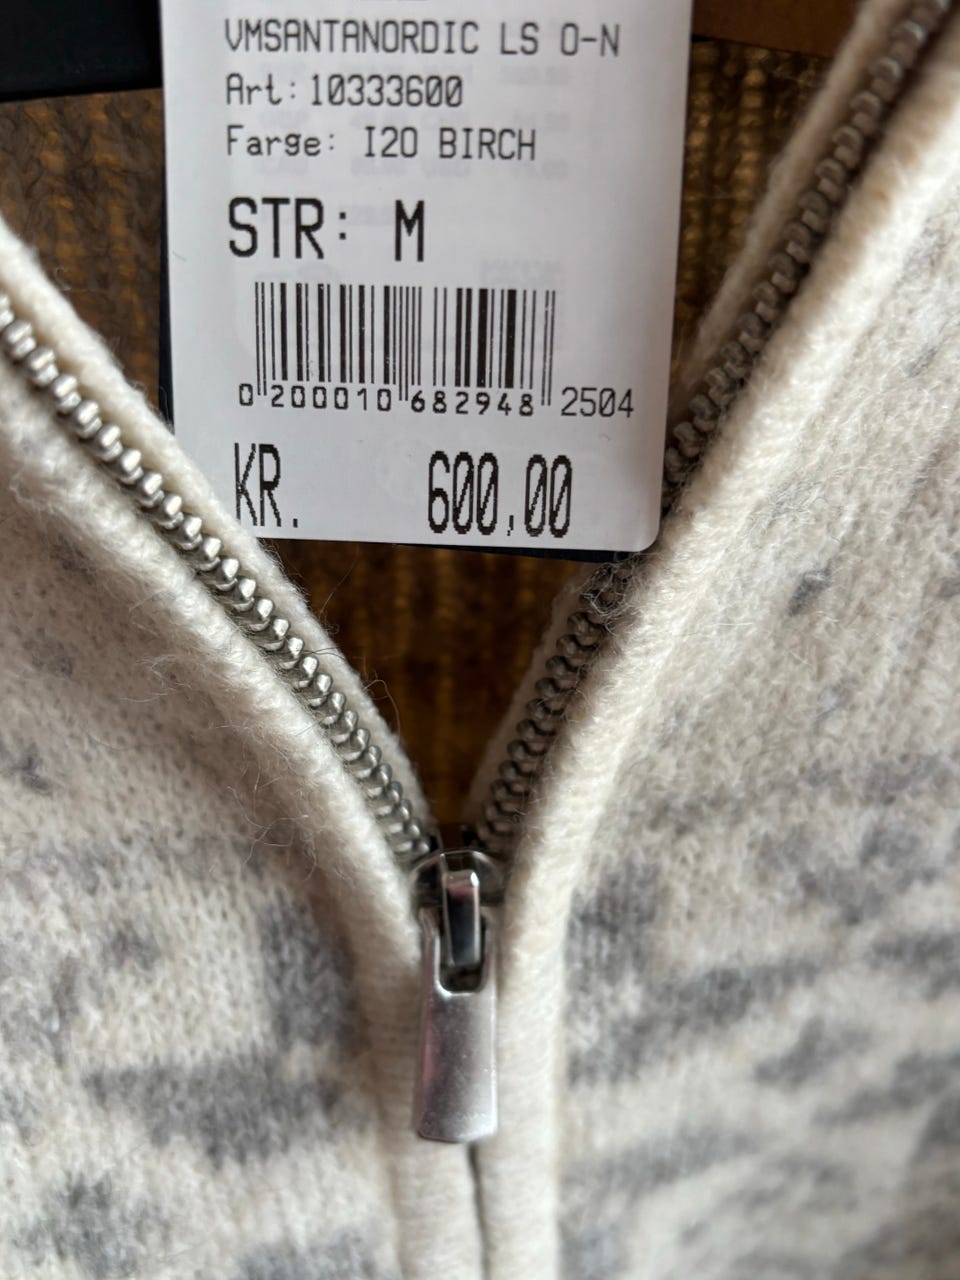 VMSANTANORDIC LS O-N
Art: 10333600
Farge: I20 BIRCH
STR: M
0 200010 682948 2504
KR. 600,00